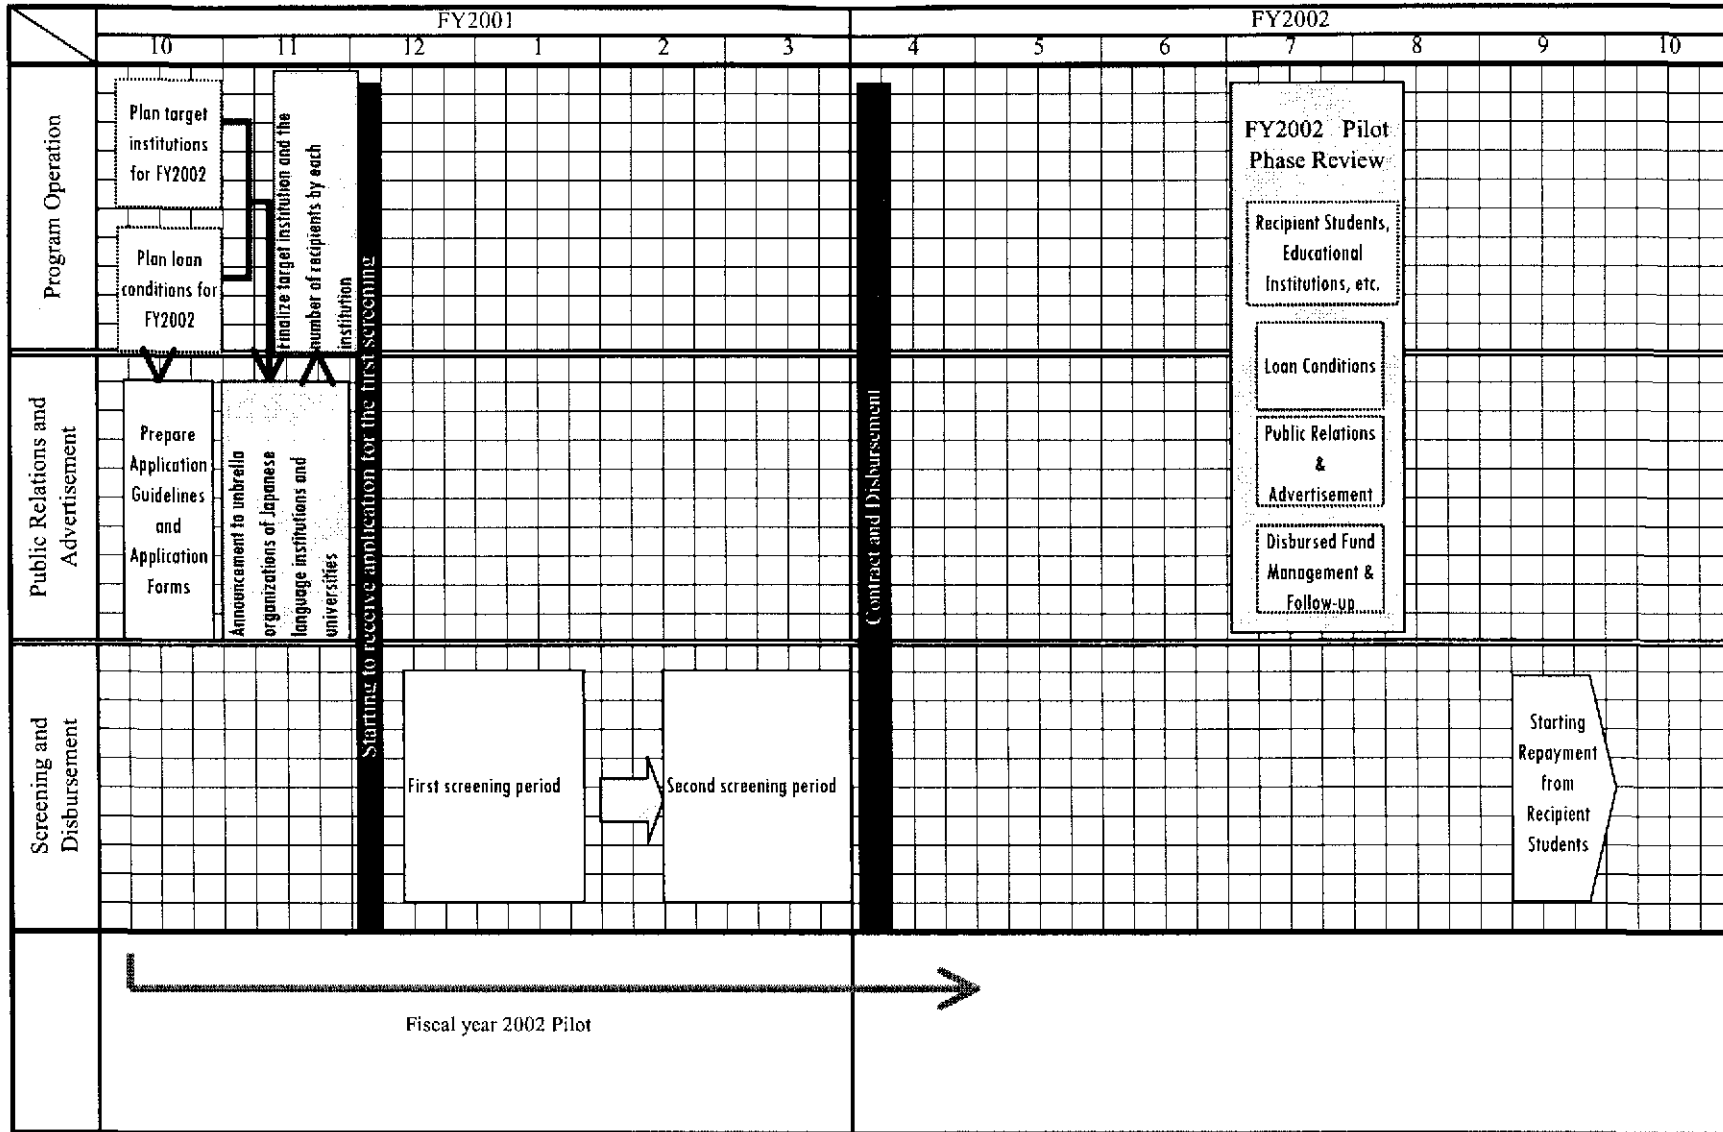 FY2001
FY2002
10
11
12
1
2
3
4
5
6
7
8
9
10
Program Operation
Plan target
institutions
for FY2002
Plan loan
conditions for
FY2002
Finalize target institution and the
number of recipients by each
institution
Starting to receive application for the first screening
Contract and Disbursement
FY2002 Pilot
Phase Review
Recipient Students,
Educational
Institutions, etc.
Loan Conditions
Public Relations
&
Advertisement
Disbursed Fund
Management &
Follow-up
Public Relations and
Advertisement
Prepare
Application
Guidelines
and
Application
Forms
Announcement to unbrella
organizations of Japanese
language institutions and
universities
Screening and
Disbursement
First screening period
Second screening period
Starting
Repayment
from
Recipient
Students
Fiscal year 2002 Pilot